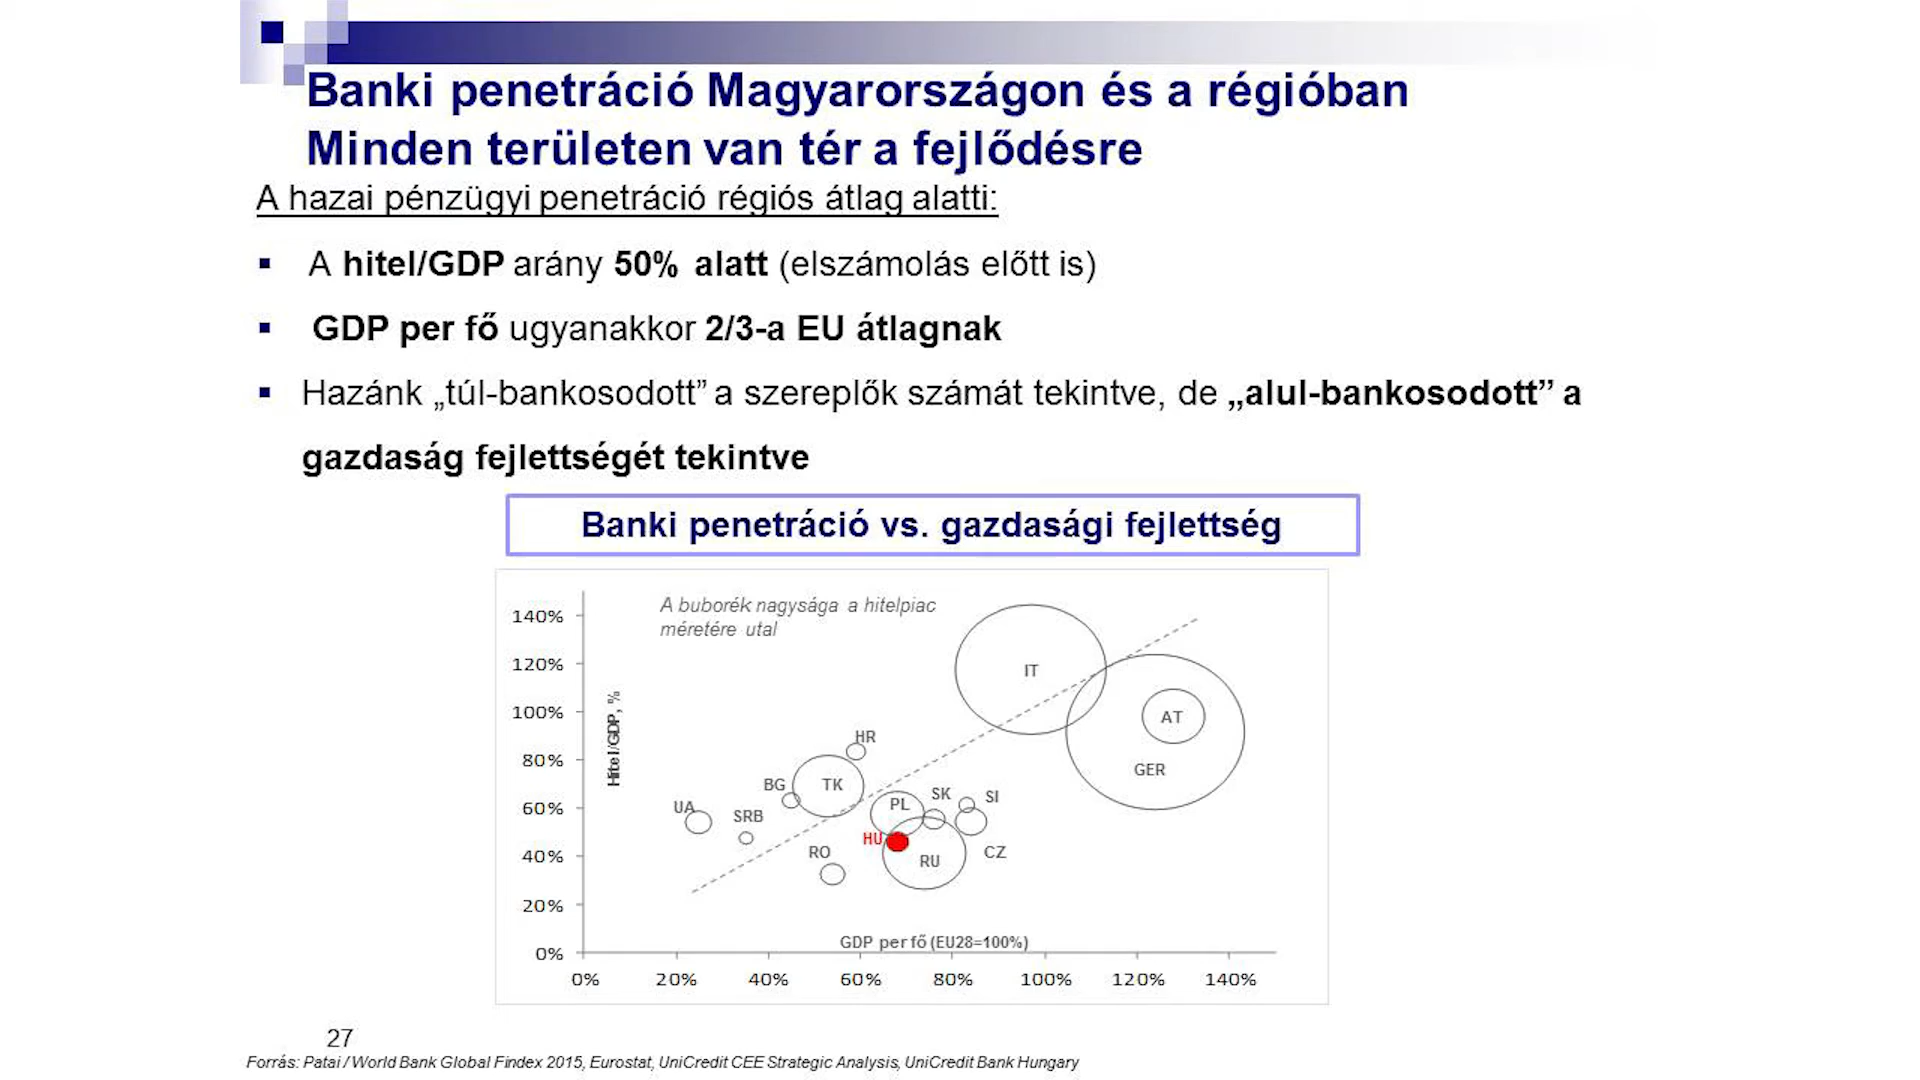 Banki penetráció Magyarországon és a régióban
Minden területen van tér a fejlődésre
A hazai pénzügyi penetráció régiós átlag alatti:
▪ A hitel/GDP arány 50% alatt (elszámolás előtt is)
▪ GDP per fő ugyanakkor 2/3-a EU átlagnak
▪ Hazánk „túl-bankosodott” a szereplők számát tekintve, de „alul-bankosodott” a
gazdaság fejlettségét tekintve
Banki penetráció vs. gazdasági fejlettség
A buborék nagysága a hitelpiac
méretére utal
140%
120%
100%
80%
60%
40%
20%
0%
Hitel/GDP, %
IT
AT
GER
HR
BG
TK
UA
SRB
PL
SK
SI
HU
RO
RU
CZ
GDP per fő (EU28=100%)
0% 20% 40% 60% 80% 100% 120% 140%
27
Forrás: Patai / World Bank Global Findex 2015, Eurostat, UniCredit CEE Strategic Analysis, UniCredit Bank Hungary